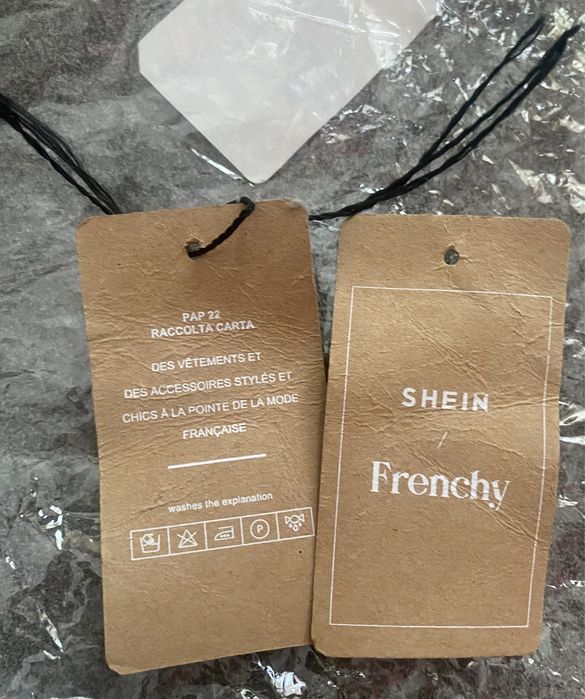 PAP 22
RACCOLTA CARTA
DES VÊTEMENTS ET
DES ACCESSOIRES STYLÉS ET
CHICS À LA POINTE DE LA MODE
FRANÇAISE
washes the explanation
P
SHEIN
/
Frenchy